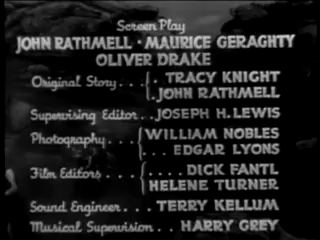 Screen Play
JOHN RATHMELL · MAURICE GERAGHTY
OLIVER DRAKE
Original Story . . . { . TRACY KNIGHT
. JOHN RATHMELL
Supervising Editor . . JOSEPH H. LEWIS
Photography . . . { WILLIAM NOBLES
. . . EDGAR LYONS
Film Editors . . . { . . . . DICK FANTL
HELENE TURNER
Sound Engineer . . . TERRY KELLUM
Musical Supervision . . HARRY GREY